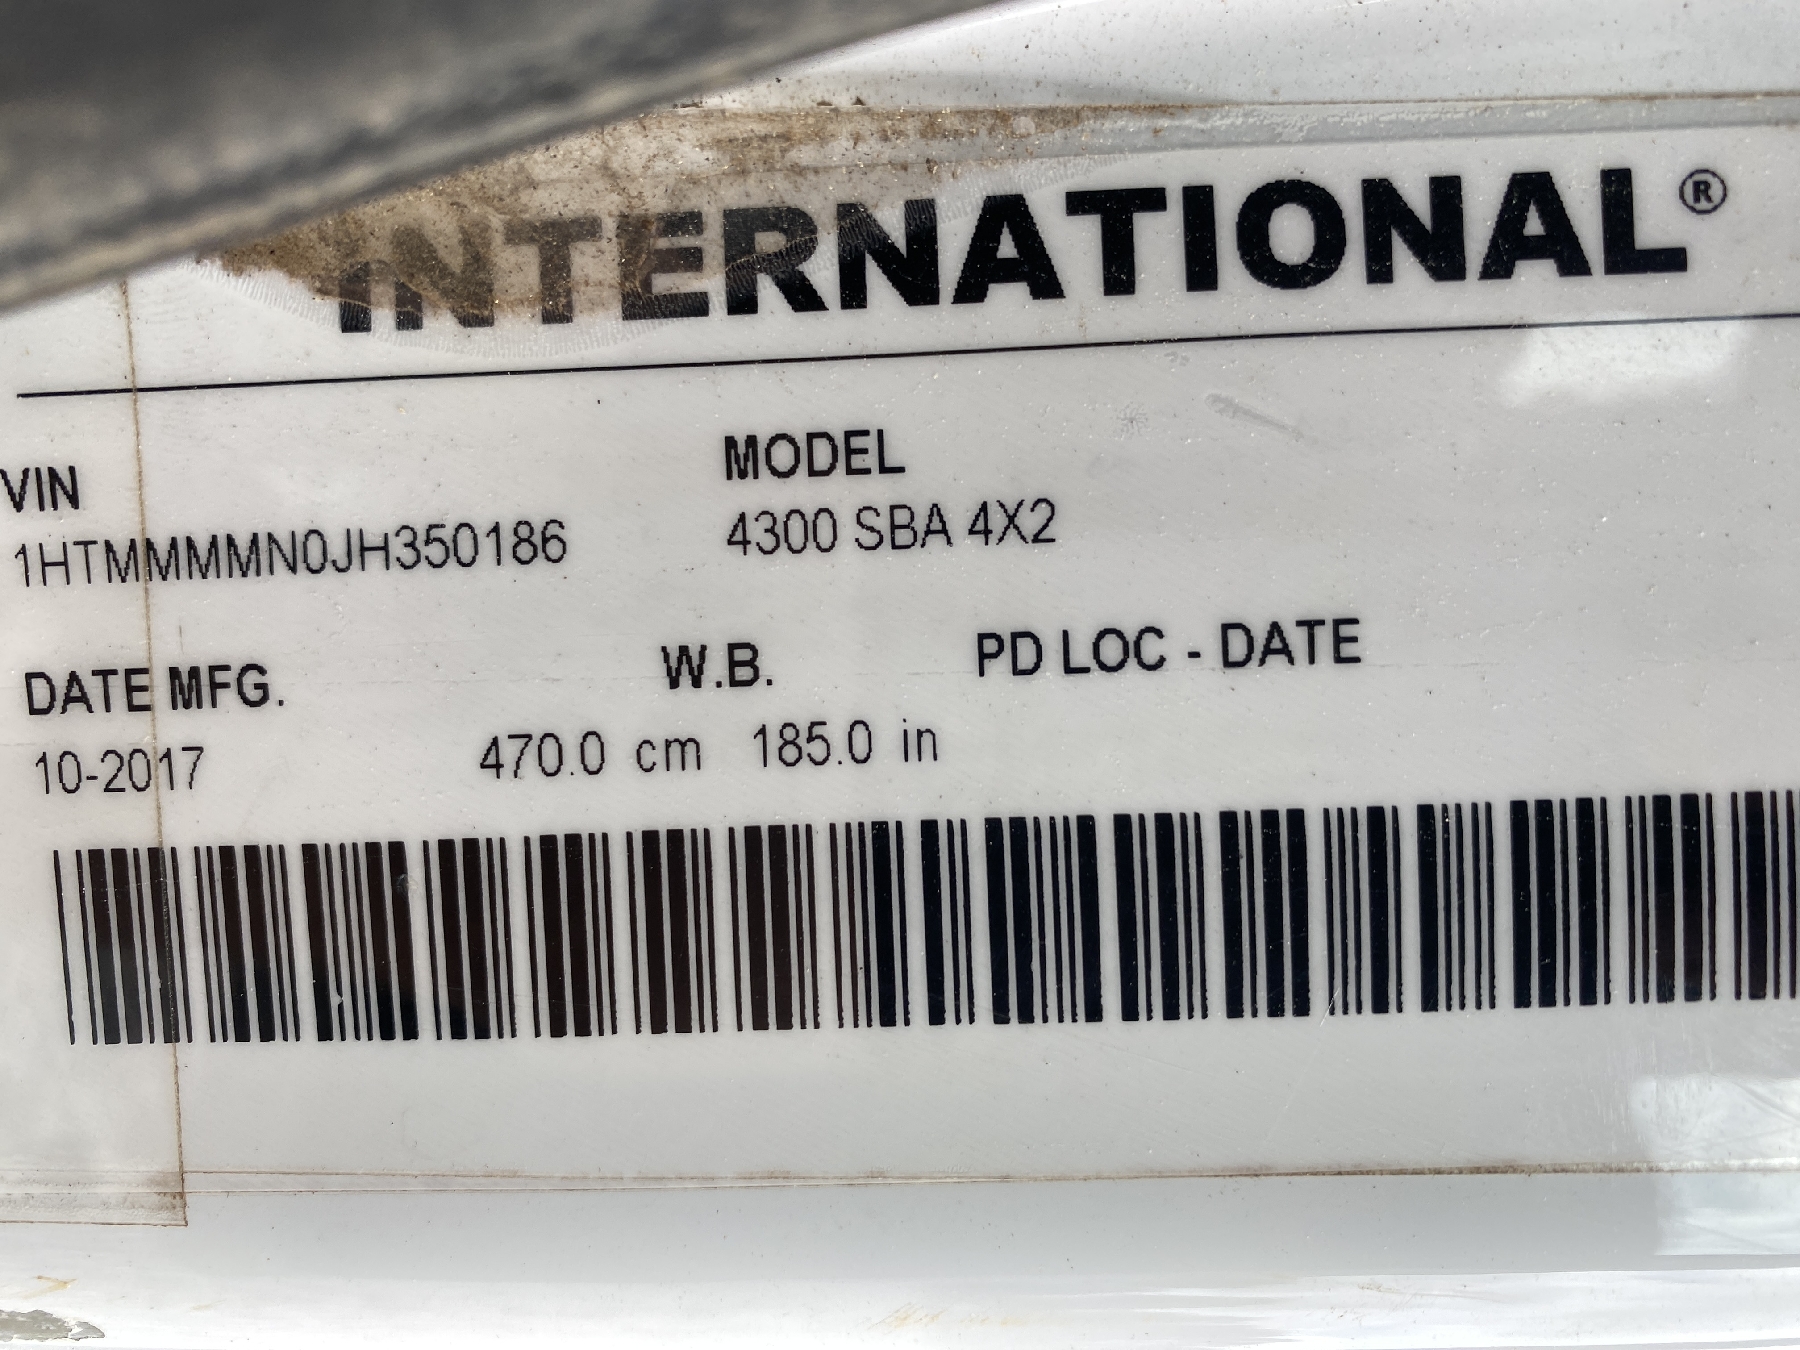 INTERNATIONAL®
VIN
1HTMMMMN0JH350186
MODEL
4300 SBA 4X2
DATE MFG.
10-2017
W.B.
470.0 cm 185.0 in
PD LOC - DATE